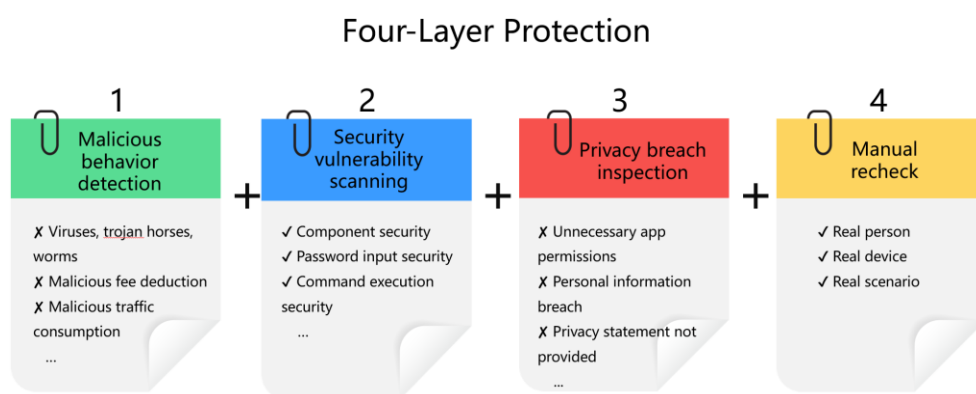 Four-Layer Protection
1
Malicious
behavior
detection
✗ Viruses, trojan horses,
worms
✗ Malicious fee deduction
✗ Malicious traffic
consumption
...
+
2
Security
vulnerability
scanning
✓ Component security
✓ Password input security
✓ Command execution
security
...
+
3
Privacy breach
inspection
✗ Unnecessary app
permissions
✗ Personal information
breach
✗ Privacy statement not
provided
...
+
4
Manual
recheck
✓ Real person
✓ Real device
✓ Real scenario